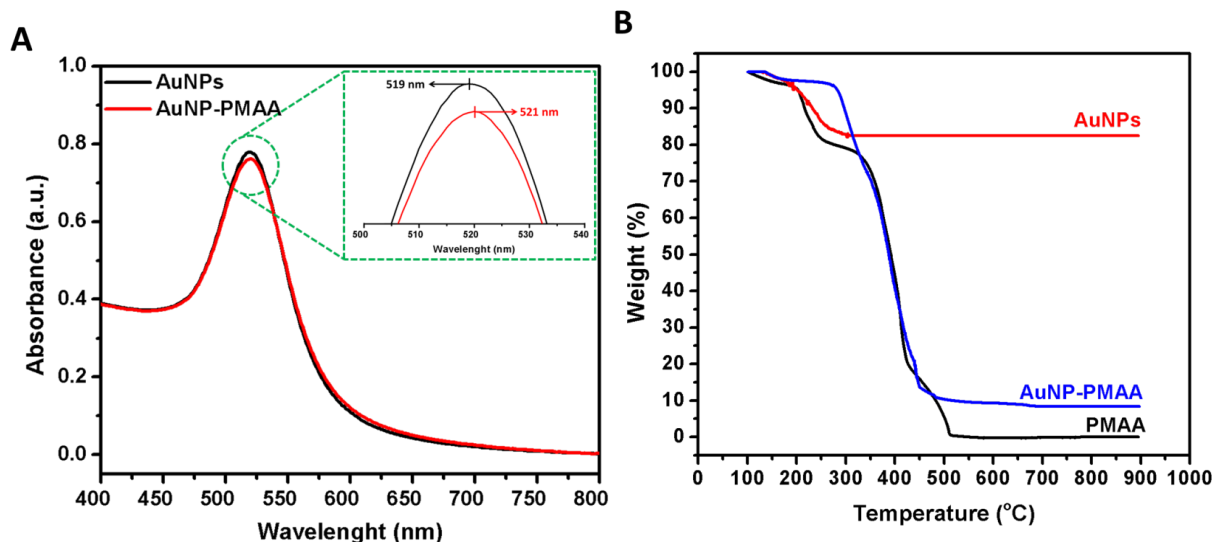 A
Absorbance (a.u.)
1.0
0.8
0.6
0.4
0.2
0.0
AuNPs
AuNP-PMAA
519 nm
521 nm
500 510 520 530 540
Wavelenght (nm)
400 450 500 550 600 650 700 750 800
Wavelenght (nm)
B
Weight (%)
100
90
80
70
60
50
40
30
20
10
0
AuNPs
AuNP-PMAA
PMAA
0 100 200 300 400 500 600 700 800 900 1000
Temperature (°C)